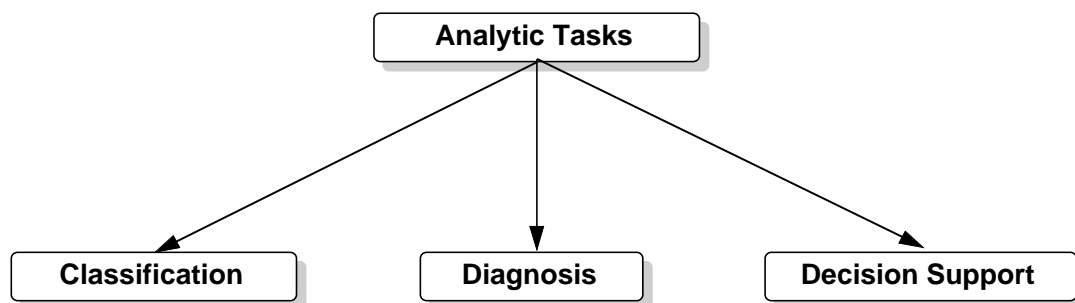 Analytic Tasks
Classification
Diagnosis
Decision Support